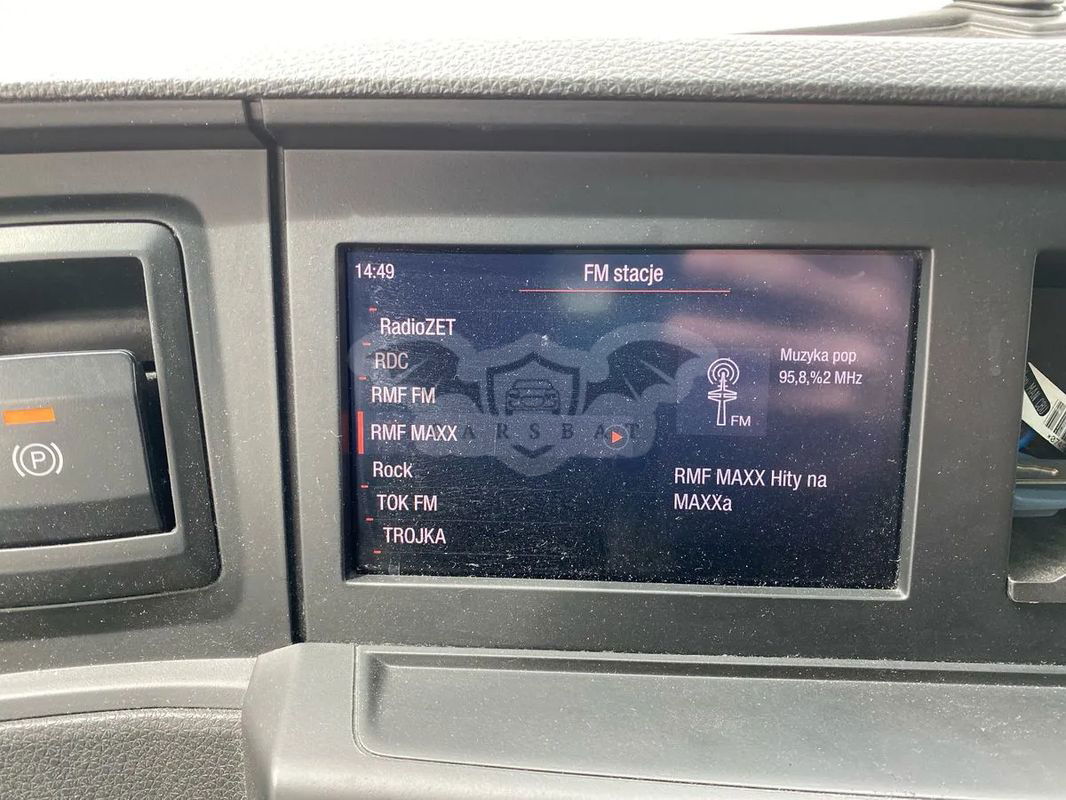 14:49
FM stacje
RadioZET
RDC
RMF FM
RMF MAXX
Rock
TOK FM
TROJKA
Muzyka pop
95,8,%2 MHz
FM
RMF MAXX Hity na
MAXXa
ARSBAT
P